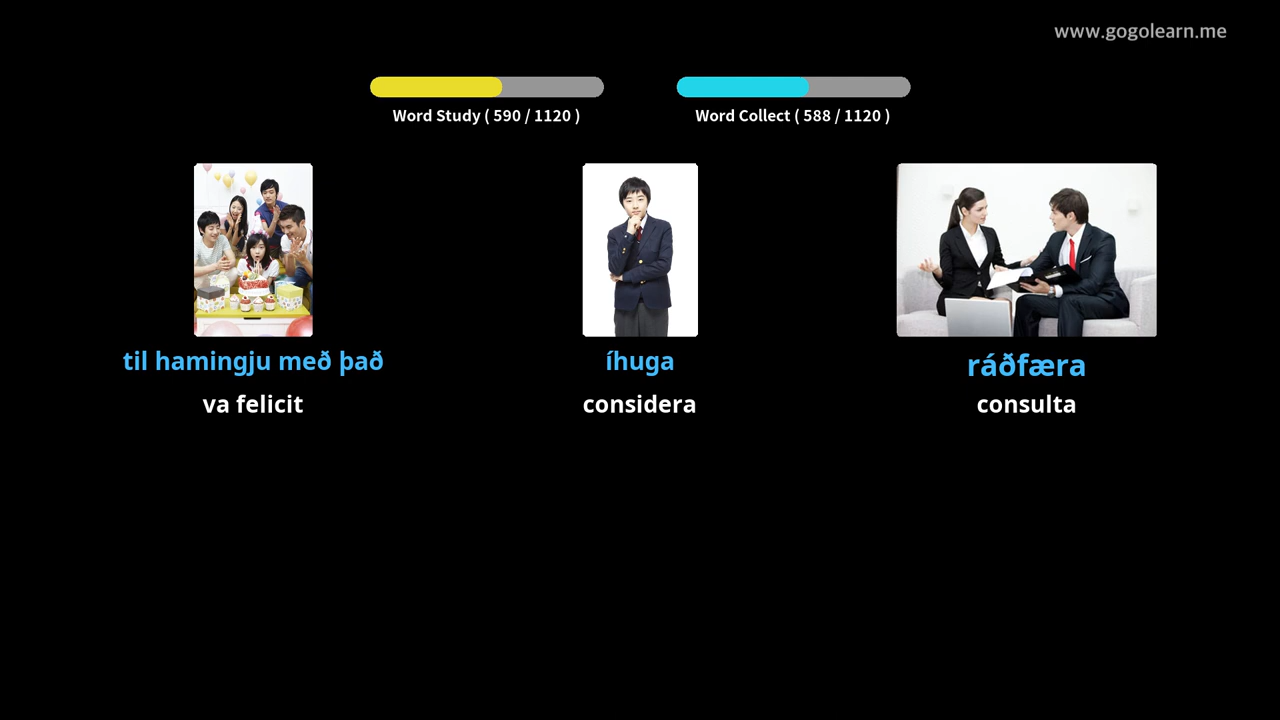 www.gogolearn.me
Word Study ( 590 / 1120 )
Word Collect ( 588 / 1120 )
til hamingju með það
va felicit
íhuga
considera
ráðfæra
consulta